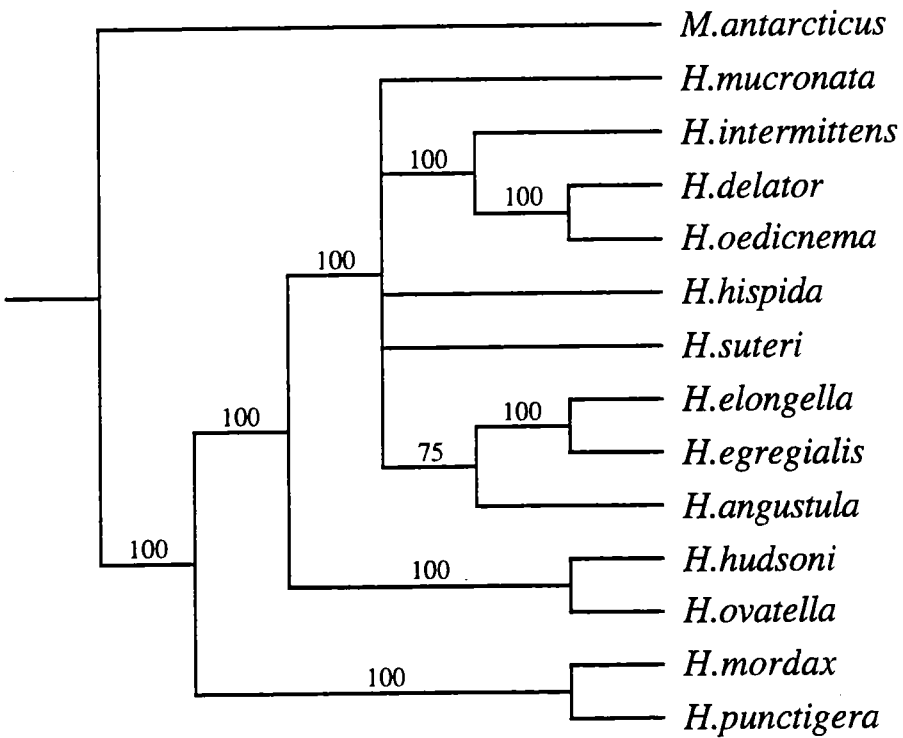 M.antarcticus
H.mucronata
H.intermittens
100
H.delator
100
H.oedicnema
100
H.hispida
H.suteri
H.elongella
100
100
H.egregialis
75
H.angustula
100
H.hudsoni
100
H.ovatella
H.mordax
100
H.punctigera